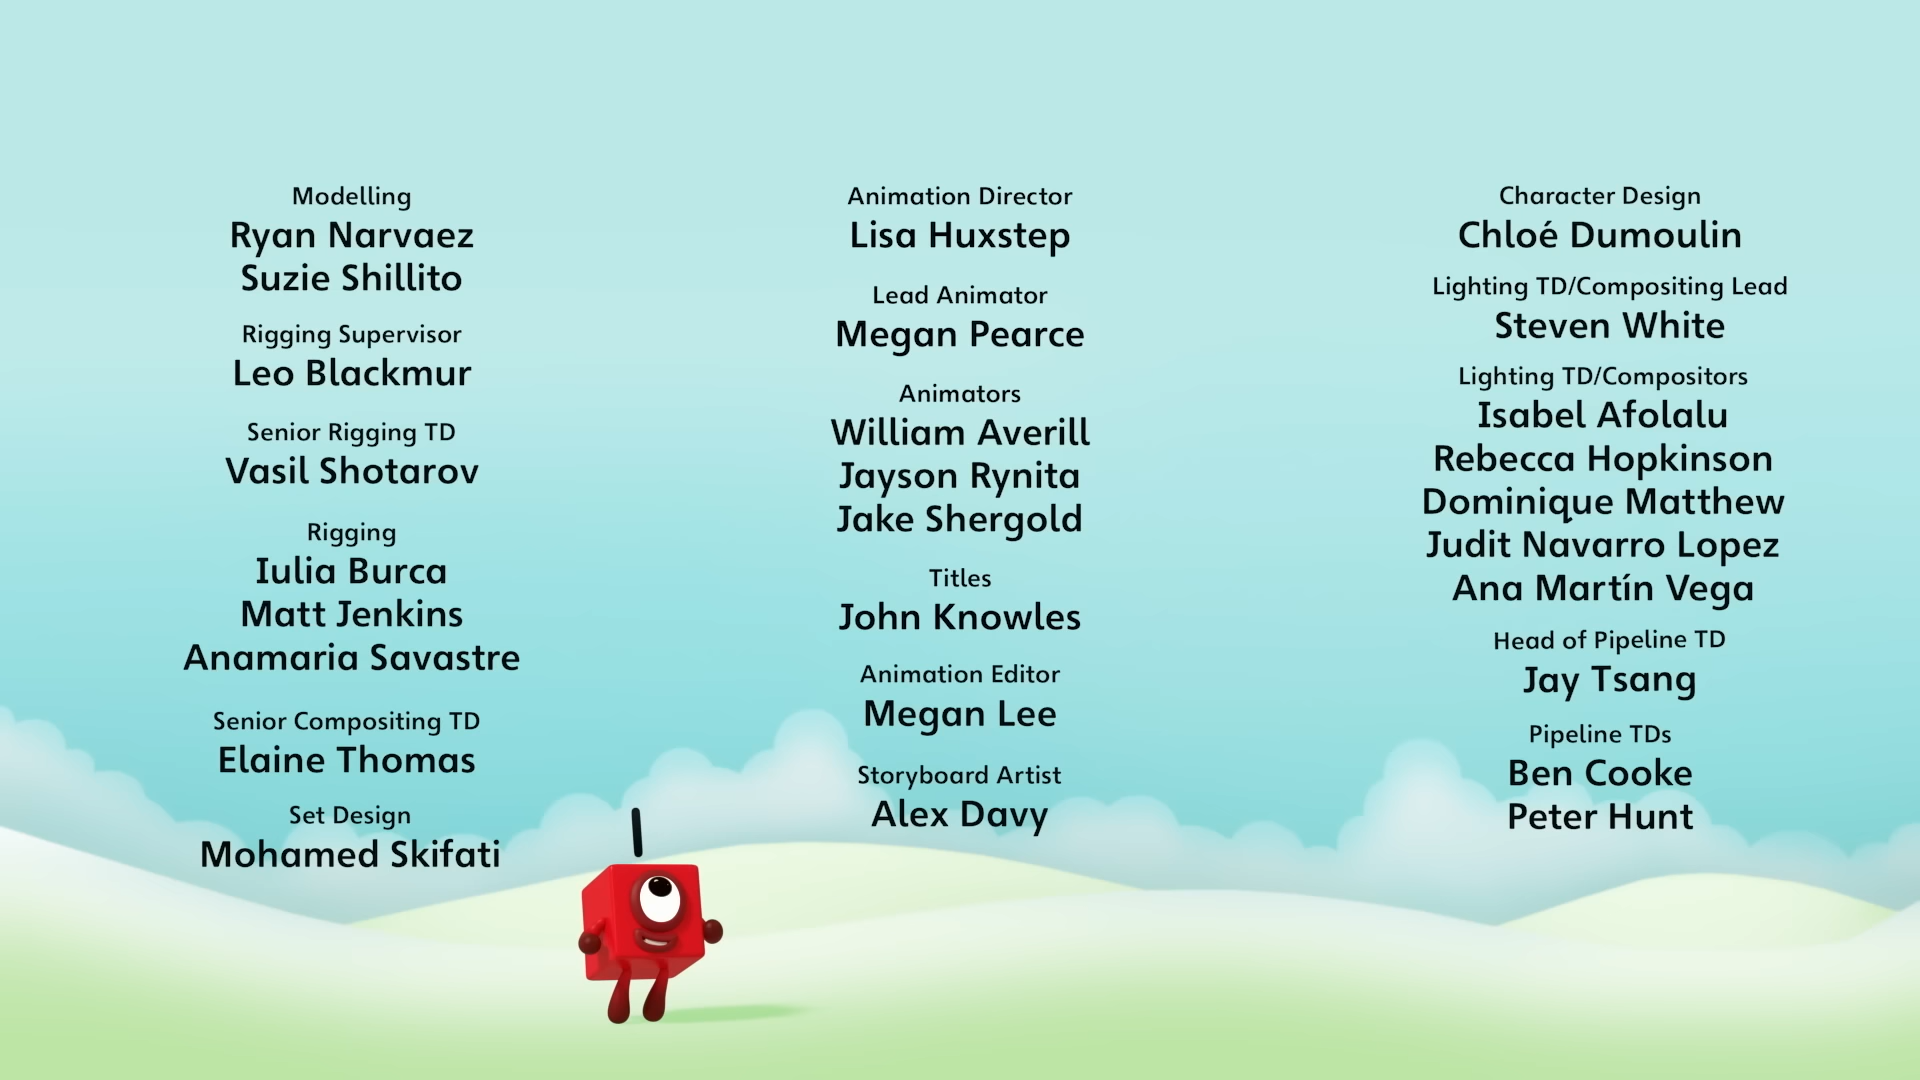 Modelling
Ryan Narvaez
Suzie Shillito
Rigging Supervisor
Leo Blackmur
Senior Rigging TD
Vasil Shotarov
Rigging
Iulia Burca
Matt Jenkins
Anamaria Savastre
Senior Compositing TD
Elaine Thomas
Set Design
Mohamed Skifati
Animation Director
Lisa Huxstep
Lead Animator
Megan Pearce
Animators
William Averill
Jayson Rynita
Jake Shergold
Titles
John Knowles
Animation Editor
Megan Lee
Storyboard Artist
Alex Davy
Character Design
Chloé Dumoulin
Lighting TD/Compositing Lead
Steven White
Lighting TD/Compositors
Isabel Afolalu
Rebecca Hopkinson
Dominique Matthew
Judit Navarro Lopez
Ana Martín Vega
Head of Pipeline TD
Jay Tsang
Pipeline TDs
Ben Cooke
Peter Hunt